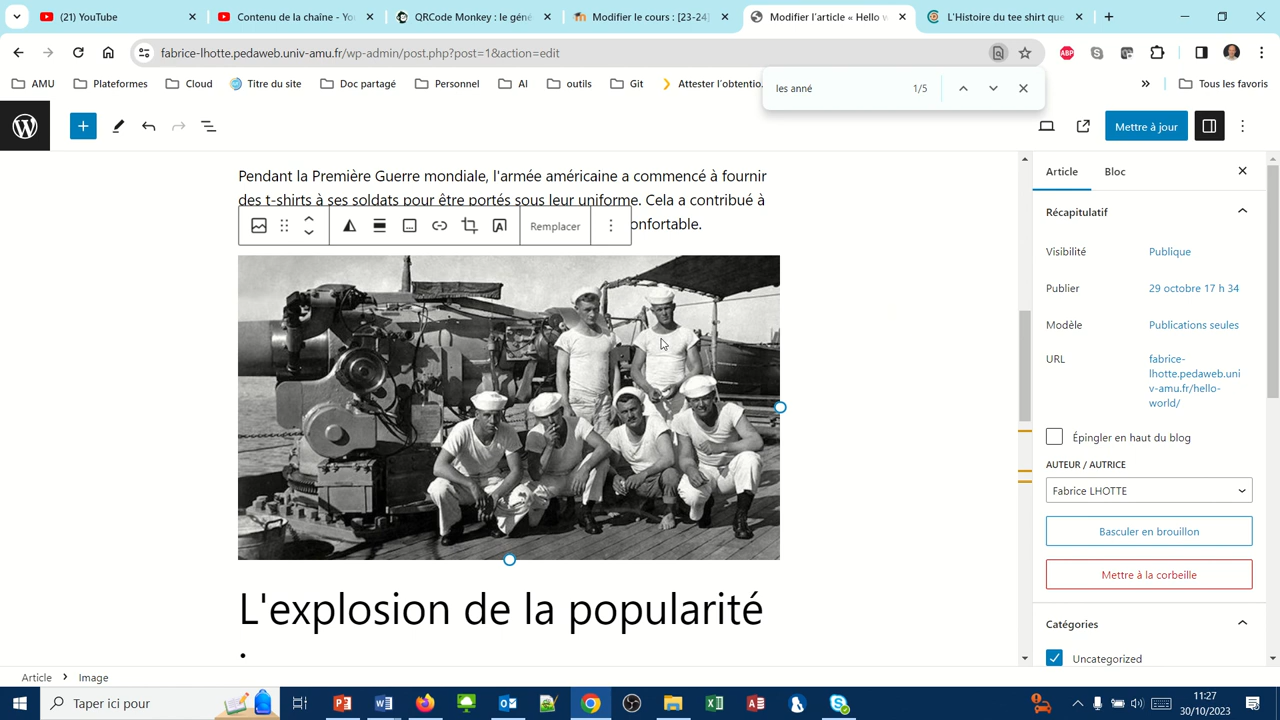 (21) YouTube
Contenu de la chaîne - Yo
QRCode Monkey : le géné
Modifier le cours : [23-24]
Modifier l'article « Hello w
L'Histoire du tee shirt que
fabrice-lhotte.pedaweb.univ-amu.fr/wp-admin/post.php?post=1&action=edit
ABP
AMU
Plateformes
Cloud
Titre du site
Doc partagé
Personnel
AI
outils
Git
Attester l'obtentio
Tous les favoris
les anné
1/5
Mettre à jour
Pendant la Première Guerre mondiale, l'armée américaine a commencé à fournir
des t-shirts à ses soldats pour être portés sous leur uniforme. Cela a contribué à
onfortable.
Remplacer
L'explosion de la popularité
Article
Bloc
Récapitulatif
Visibilité
Publique
Publier
29 octobre 17 h 34
Modèle
Publications seules
URL
fabrice-
lhotte.pedaweb.uni
v-amu.fr/hello-
world/
Épingler en haut du blog
AUTEUR / AUTRICE
Fabrice LHOTTE
Basculer en brouillon
Mettre à la corbeille
Catégories
Uncategorized
Article
Image
Taper ici pour
11:27
30/10/2023